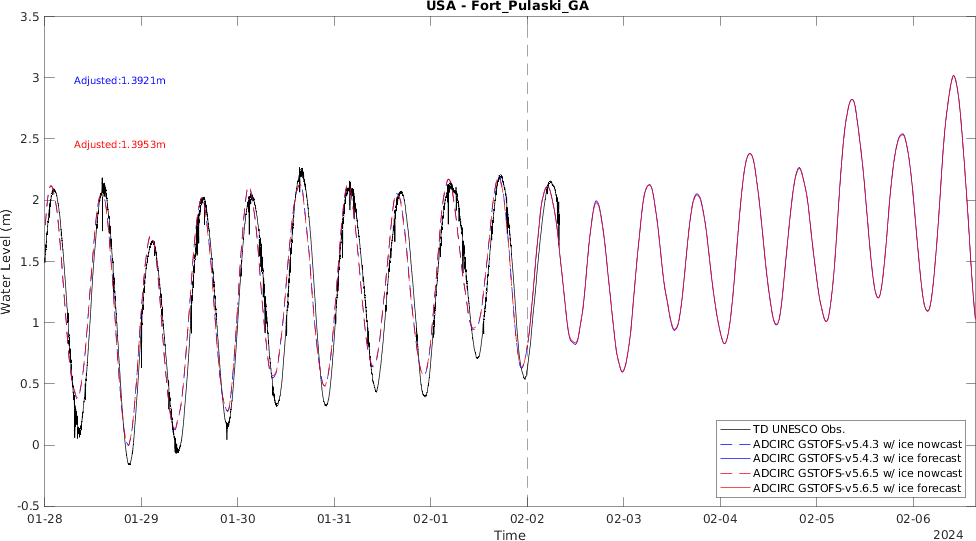 USA - Fort_Pulaski_GA
3.5
3
2.5
2
1.5
1
0.5
0
-0.5
Water Level (m)
Adjusted:1.3921m
Adjusted:1.3953m
TD UNESCO Obs.
ADCIRC GSTOFS-v5.4.3 w/ ice nowcast
ADCIRC GSTOFS-v5.4.3 w/ ice forecast
ADCIRC GSTOFS-v5.6.5 w/ ice nowcast
ADCIRC GSTOFS-v5.6.5 w/ ice forecast
01-28 01-29 01-30 01-31 02-01 02-02 02-03 02-04 02-05 02-06
Time
2024